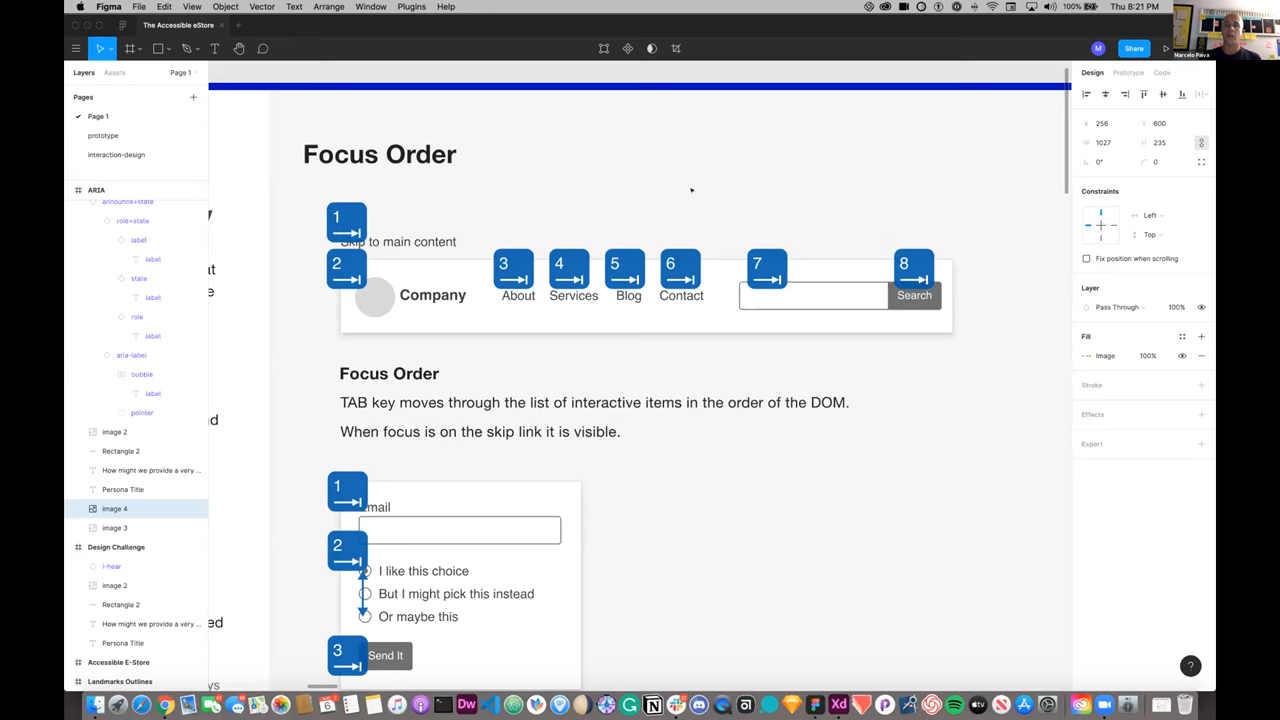 Figma File Edit View Object Vector Text Arrange Window Plugins Help
100% Thu 8:21 PM
The Accessible eStore
M Share
Marcelo Paiva
Layers Assets Page 1
Pages
Page 1
prototype
interaction-design
ARIA
announce+state
role+state
label
label
state
label
role
label
aria-label
bubble
label
pointer
image 2
Rectangle 2
How might we provide a very ...
Persona Title
image 4
image 3
Design Challenge
i-hear
image 2
Rectangle 2
How might we provide a very ...
Persona Title
Accessible E-Store
Landmarks Outlines
Focus Order
1
Skip to main content
2 3 4 5 6 7 8
Company About Services Blog Contact Search
Focus Order
TAB key moves through the list of interactive items in the order of the DOM.
When focus is on the skip link it is visible.
1
Email
2
I like this choice
But I might pick this instead
Or maybe this
3
Send It
Design Prototype Code
X 256 Y 600
W 1027 H 235
0° 0
Constraints
Left
Top
Fix position when scrolling
Layer
Pass Through 100%
Fill
Image 100%
Stroke
Effects
Export
?